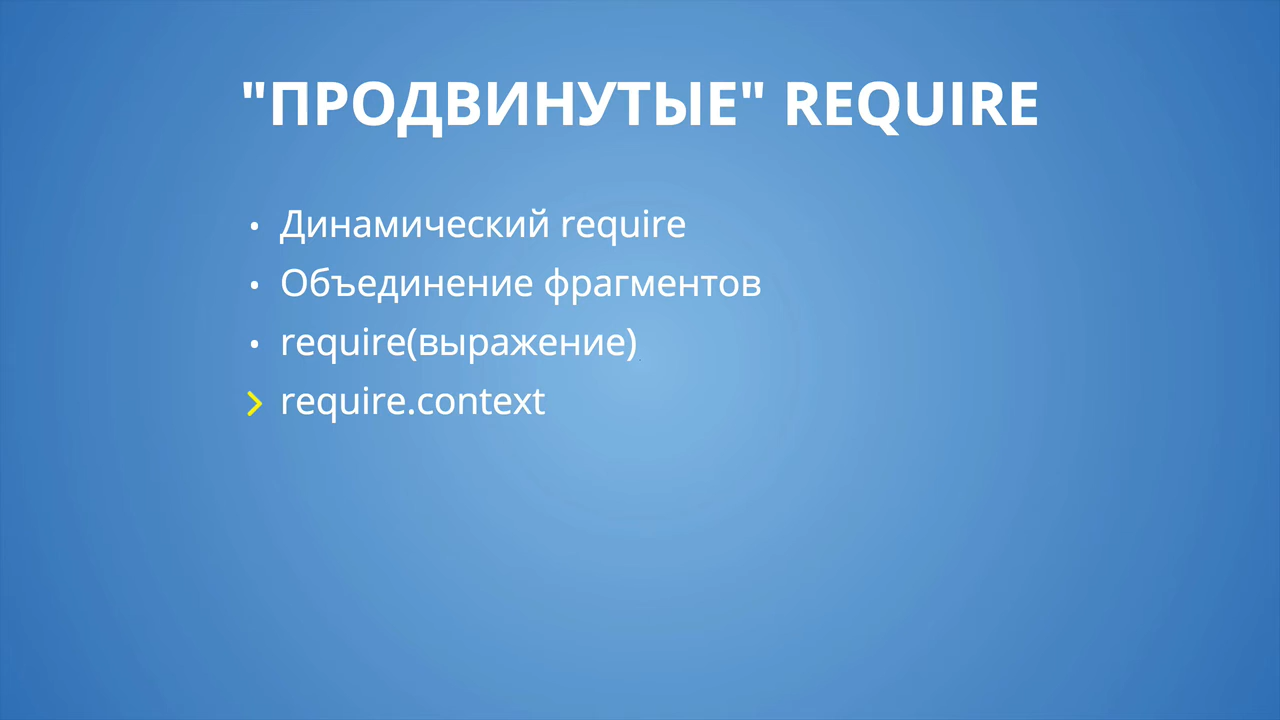 "ПРОДВИНУТЫЕ" REQUIRE
• Динамический require
• Объединение фрагментов
• require(выражение)
require.context